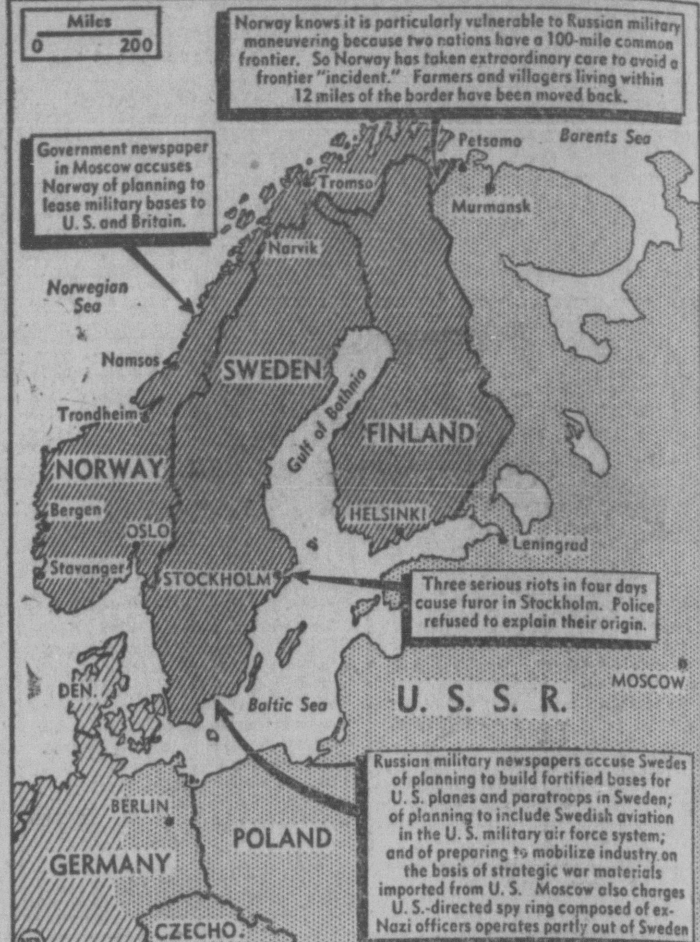 Miles
0 200
Norway knows it is particularly vulnerable to Russian military
maneuvering because two nations have a 100-mile common
frontier. So Norway has taken extraordinary care to avoid a
frontier "incident." Farmers and villagers living within
12 miles of the border have been moved back.
Government newspaper
in Moscow accuses
Norway of planning to
lease military bases to
U. S. and Britain.
Petsamo
Barents Sea
Tromso
Murmansk
Narvik
Norwegian
Sea
Namsos
SWEDEN
Trondheim
Gulf of Bothnia
FINLAND
NORWAY
Bergen
HELSINKI
OSLO
Leningrad
Stavanger
STOCKHOLM
Three serious riots in four days
cause furor in Stockholm. Police
refused to explain their origin.
MOSCOW
DEN.
Baltic Sea
U. S. S. R.
Russian military newspapers accuse Swedes
of planning to build fortified bases for
U. S. planes and paratroops in Sweden;
of planning to include Swedish aviation
in the U. S. military air force system;
and of preparing to mobilize industry on
the basis of strategic war materials
imported from U. S. Moscow also charges
U. S.-directed spy ring composed of ex-
Nazi officers operates partly out of Sweden
BERLIN
POLAND
GERMANY
CZECHO.